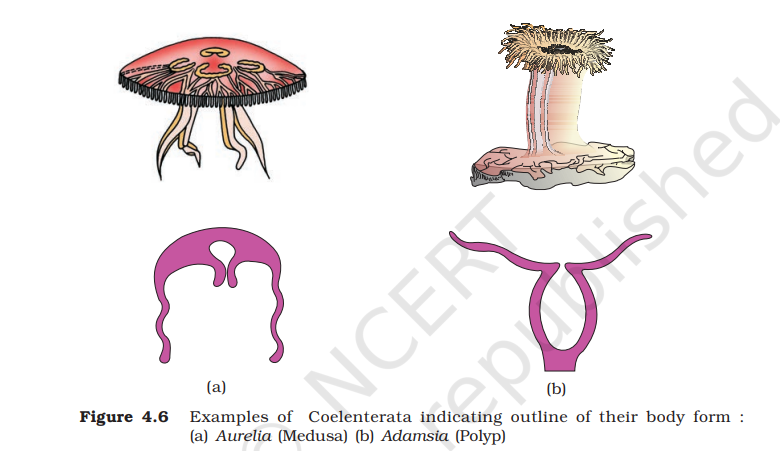 (a) (b)
Figure 4.6 Examples of Coelenterata indicating outline of their body form :
(a) Aurelia (Medusa) (b) Adamsia (Polyp)
© NCERT
republished